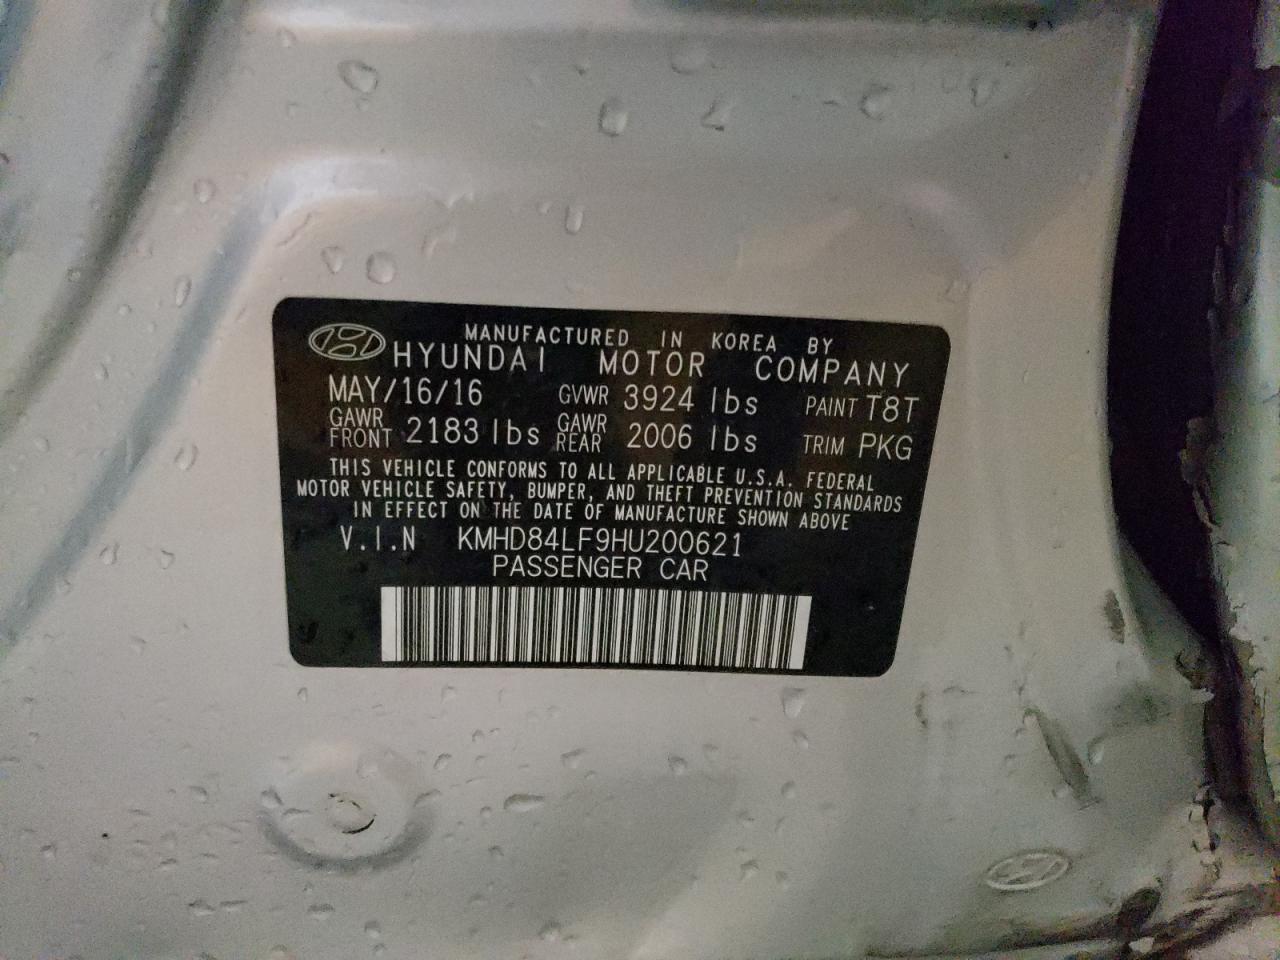 MANUFACTURED IN KOREA BY
HYUNDAI MOTOR COMPANY
MAY/16/16 GVWR 3924 lbs PAINT T8T
GAWR FRONT 2183 lbs GAWR REAR 2006 lbs TRIM PKG
THIS VEHICLE CONFORMS TO ALL APPLICABLE U.S.A. FEDERAL
MOTOR VEHICLE SAFETY, BUMPER, AND THEFT PREVENTION STANDARDS
IN EFFECT ON THE DATE OF MANUFACTURE SHOWN ABOVE
V.I.N KMHD84LF9HU200621
PASSENGER CAR